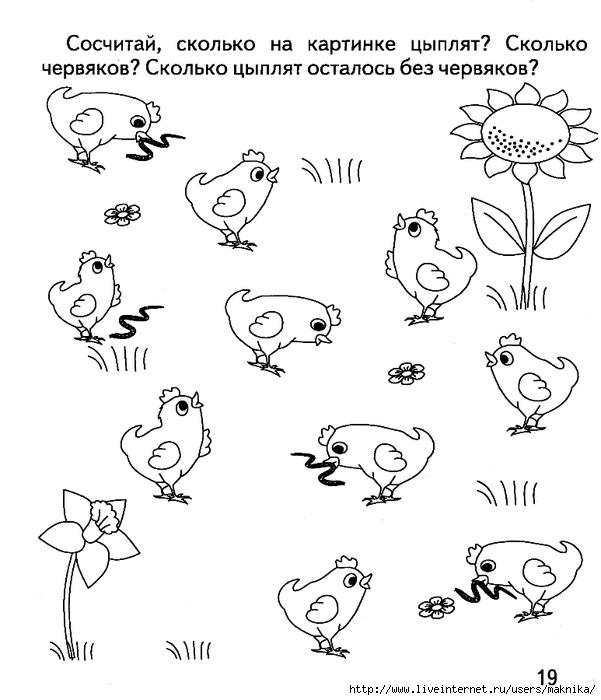 Сосчитай, сколько на картинке цыплят? Сколько
червяков? Сколько цыплят осталось без червяков?
19
http://www.liveinternet.ru/users/maknika/